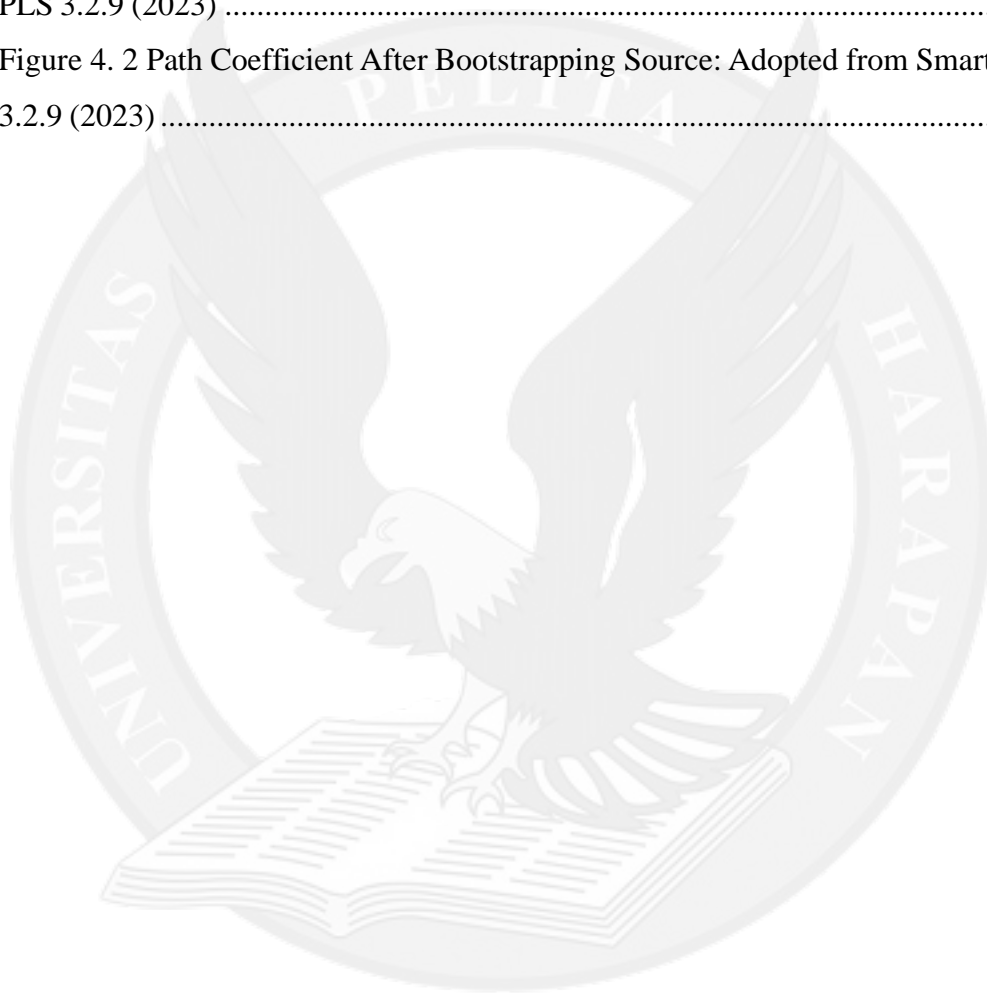 PLS 3.2.9 (2023) ....................................................................................
Figure 4. 2 Path Coefficient After Bootstrapping Source: Adopted from Smart
3.2.9 (2023) ............................................................................................
UNIVERSITAS PELITA HARAPAN